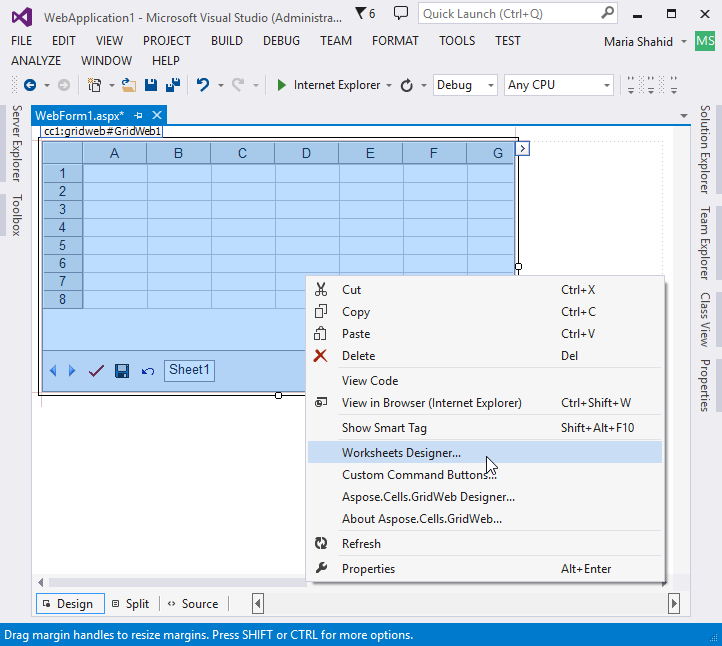 WebApplication1 - Microsoft Visual Studio (Administra... 6 Quick Launch (Ctrl+Q)
FILE EDIT VIEW PROJECT BUILD DEBUG TEAM FORMAT TOOLS TEST Maria Shahid MS
ANALYZE WINDOW HELP
Internet Explorer Debug Any CPU
WebForm1.aspx*
cc1:gridweb#GridWeb1
Server Explorer
Toolbox
A B C D E F G
1
2
3
4
5
6
7
8
Sheet1
Cut Ctrl+X
Copy Ctrl+C
Paste Ctrl+V
Delete Del
View Code
View in Browser (Internet Explorer) Ctrl+Shift+W
Show Smart Tag Shift+Alt+F10
Worksheets Designer...
Custom Command Buttons...
Aspose.Cells.GridWeb Designer...
About Aspose.Cells.GridWeb...
Refresh
Properties Alt+Enter
Solution Explorer
Team Explorer
Class View
Properties
Design Split Source
Drag margin handles to resize margins. Press SHIFT or CTRL for more options.